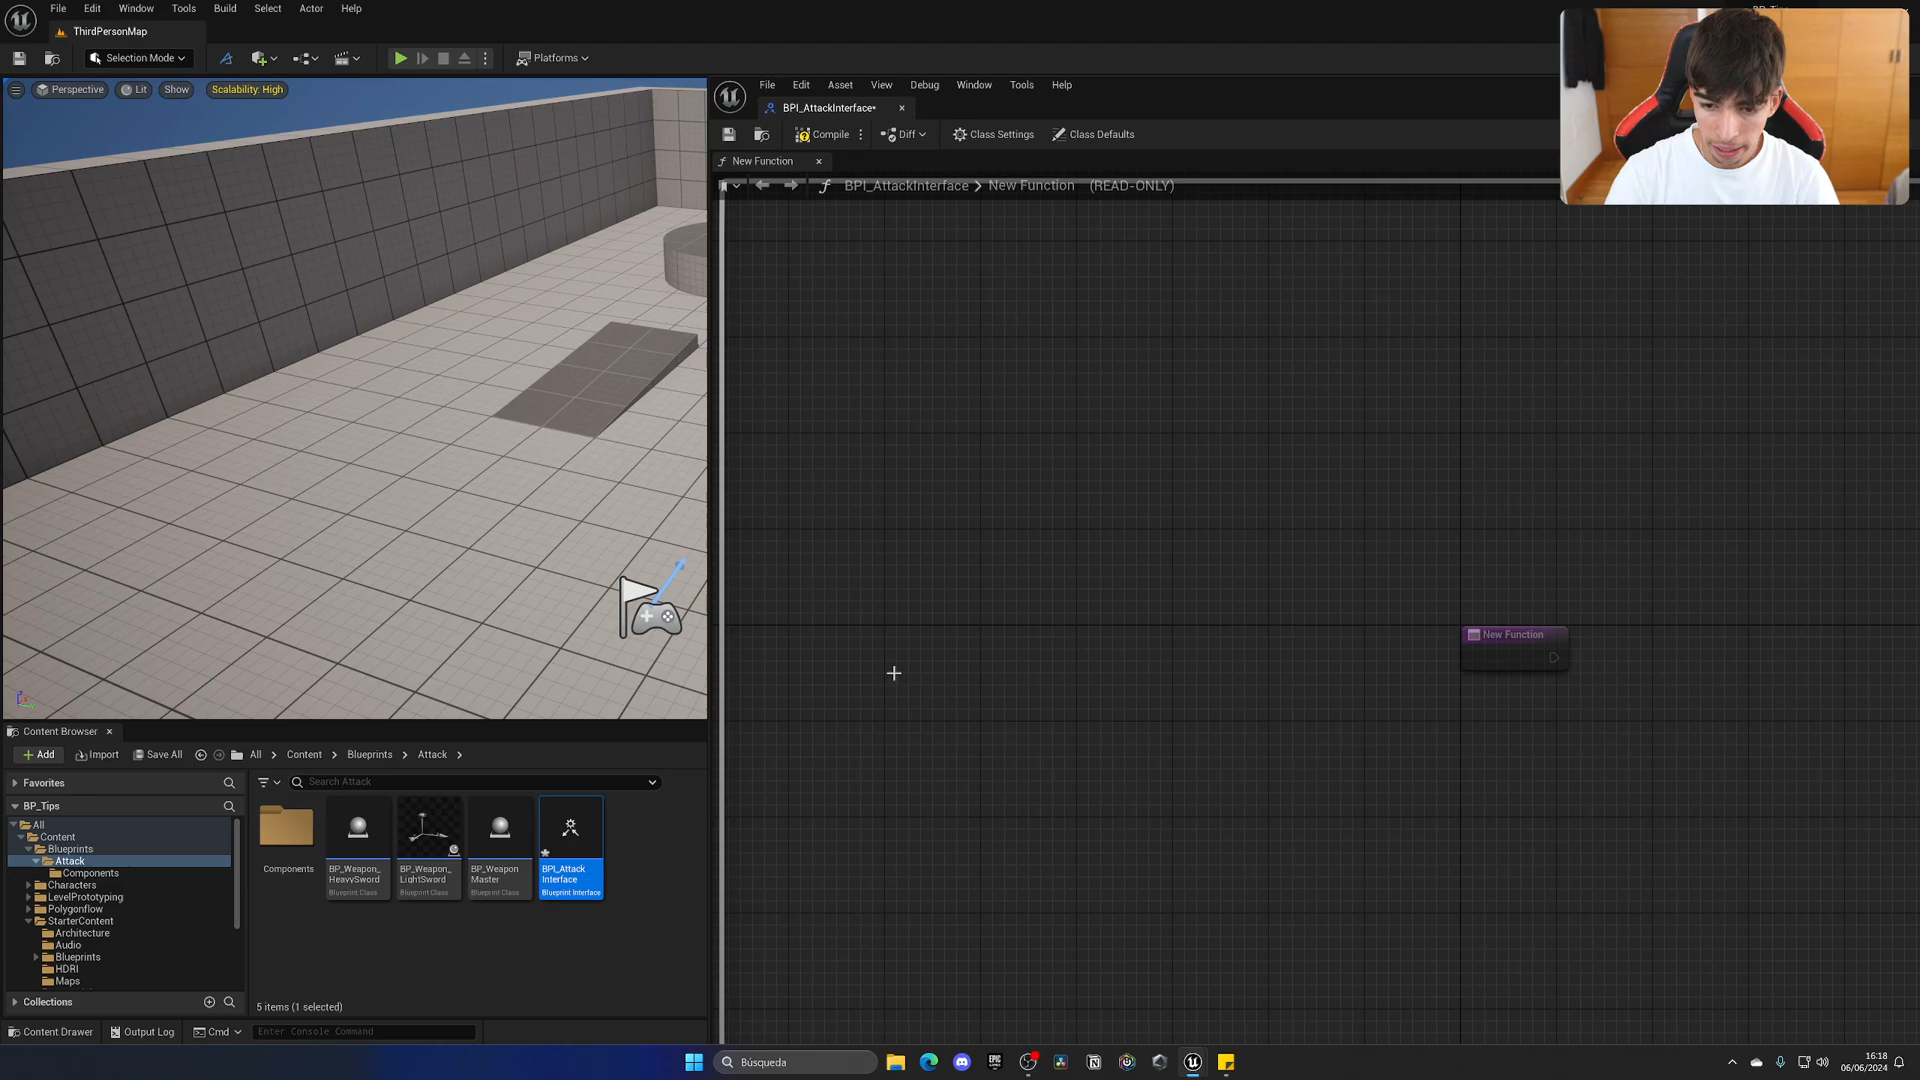 File Edit Window Tools Build Select Actor Help
ThirdPersonMap
Selection Mode
Platforms
Perspective Lit Show Scalability: High
File Edit Asset View Debug Window Tools Help
BPI_AttackInterface*
Compile Diff Class Settings Class Defaults
New Function
BPI_AttackInterface > New Function (READ-ONLY)
New Function
Content Browser
Add Import Save All All > Content > Blueprints > Attack >
Favorites
Search Attack
BP_Tips
All
Content
Blueprints
Attack
Components
Characters
LevelPrototyping
Polygonflow
StarterContent
Architecture
Audio
Blueprints
HDRI
Maps
Collections
Components
BP_Weapon_
HeavySword
Blueprint Class
BP_Weapon_
LightSword
Blueprint Class
BP_Weapon
Master
Blueprint Class
BPI_Attack
Interface
Blueprint Interface
5 items (1 selected)
Content Drawer Output Log Cmd Enter Console Command
Búsqueda
EPIC
GAMES
16:18
06/06/2024